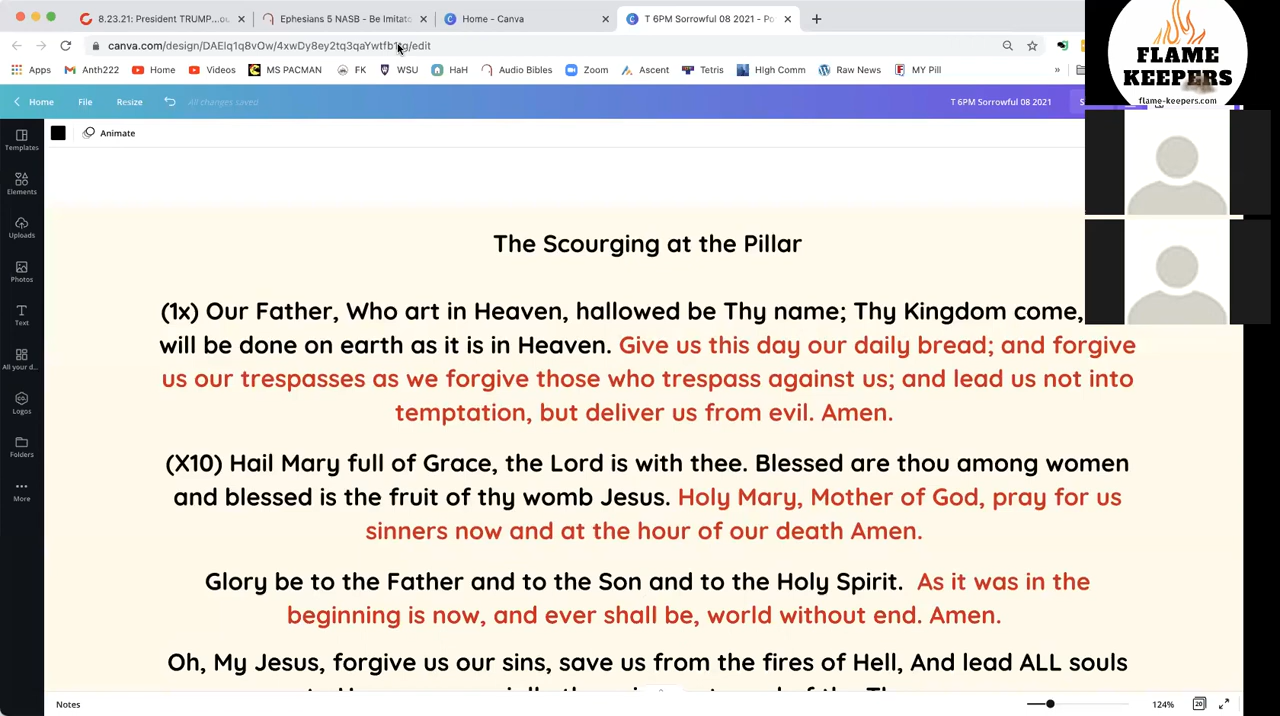 8.23.21: President TRUMP...ou
Ephesians 5 NASB - Be Imitato
Home - Canva
T 6PM Sorrowful 08 2021 - Po
canva.com/design/DAElq1q8vOw/4xwDy8ey2tq3qaYwtfb1tg/edit
Apps Anth222 Home Videos MS PACMAN FK WSU HaH Audio Bibles Zoom Ascent Tetris High Comm Raw News MY Pill »
Home File Resize All changes saved T 6PM Sorrowful 08 2021 S
Animate
Templates
Elements
Uploads
Photos
Text
All your d...
Logos
Folders
More
FLAME
KEEPERS
flame-keepers.com
The Scourging at the Pillar
(1x) Our Father, Who art in Heaven, hallowed be Thy name; Thy Kingdom come,
will be done on earth as it is in Heaven. Give us this day our daily bread; and forgive
us our trespasses as we forgive those who trespass against us; and lead us not into
temptation, but deliver us from evil. Amen.
(X10) Hail Mary full of Grace, the Lord is with thee. Blessed are thou among women
and blessed is the fruit of thy womb Jesus. Holy Mary, Mother of God, pray for us
sinners now and at the hour of our death Amen.
Glory be to the Father and to the Son and to the Holy Spirit. As it was in the
beginning is now, and ever shall be, world without end. Amen.
Oh, My Jesus, forgive us our sins, save us from the fires of Hell, And lead ALL souls
Notes
124%
20